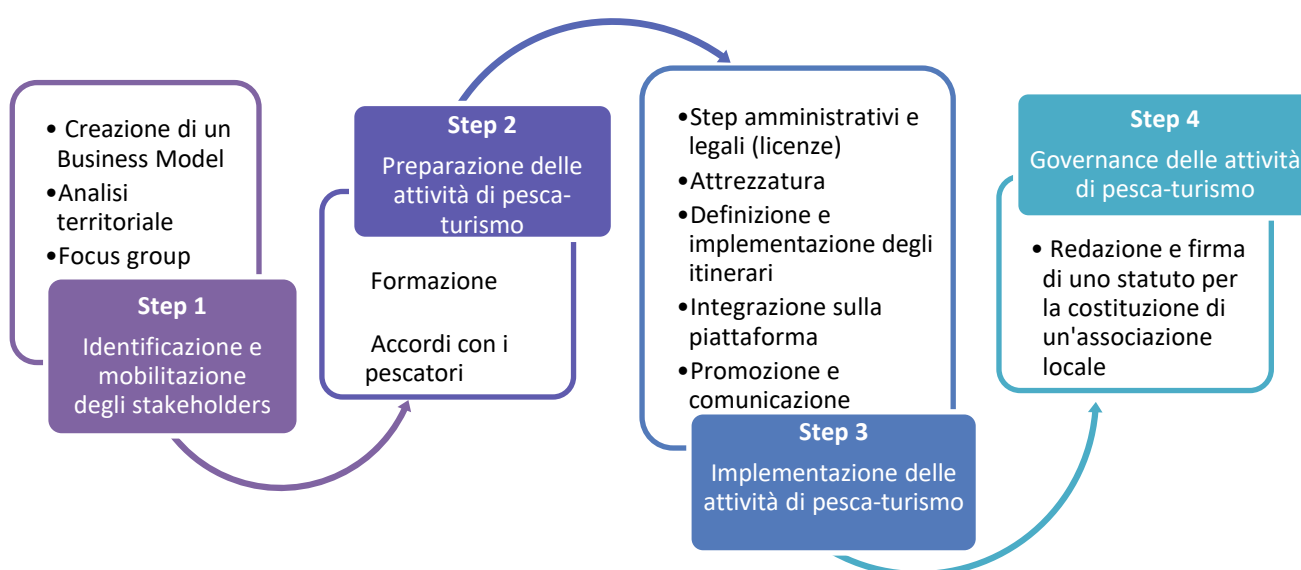 • Creazione di un
Business Model
•Analisi
territoriale
•Focus group
Step 1
Identificazione e
mobilitazione
degli stakeholders
Step 2
Preparazione delle
attività di pesca-
turismo
Formazione
Accordi con i
pescatori
•Step amministrativi e
legali (licenze)
•Attrezzatura
•Definizione e
implementazione degli
itinerari
•Integrazione sulla
piattaforma
•Promozione e
comunicazione
Step 3
Implementazione delle
attività di pesca-turismo
Step 4
Governance delle attività
di pesca-turismo
• Redazione e firma
di uno statuto per
la costituzione di
un'associazione
locale